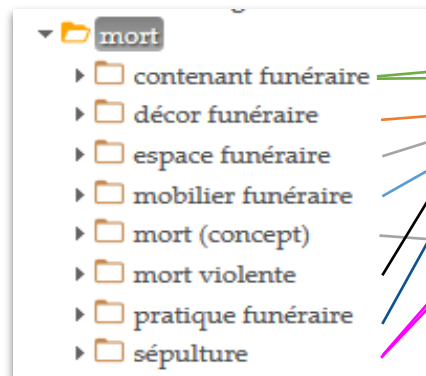 mort
contenant funéraire
décor funéraire
espace funéraire
mobilier funéraire
mort (concept)
mort violente
pratique funéraire
sépulture